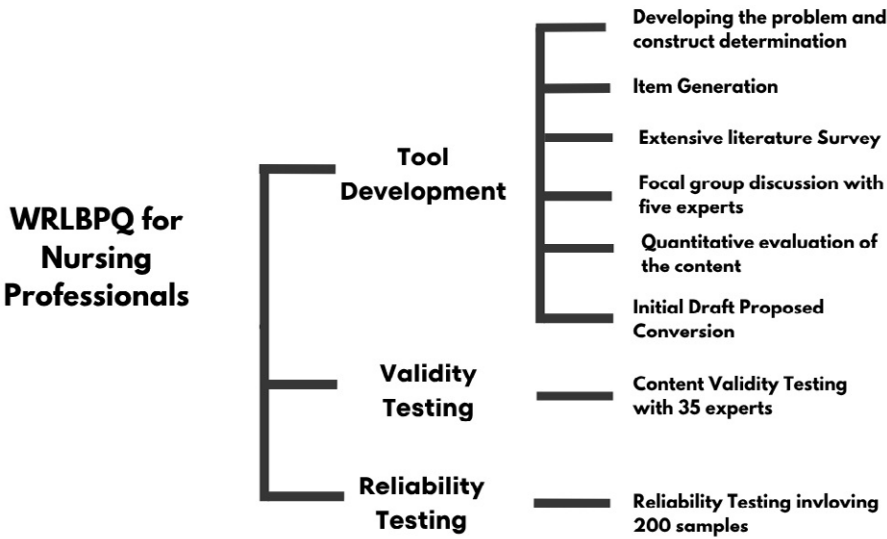 WRLBPQ for
Nursing
Professionals
Tool
Development
Developing the problem and
construct determination
Item Generation
Extensive literature Survey
Focal group discussion with
five experts
Quantitative evaluation of
the content
Initial Draft Proposed
Conversion
Validity
Testing
Content Validity Testing
with 35 experts
Reliability
Testing
Reliability Testing invloving
200 samples